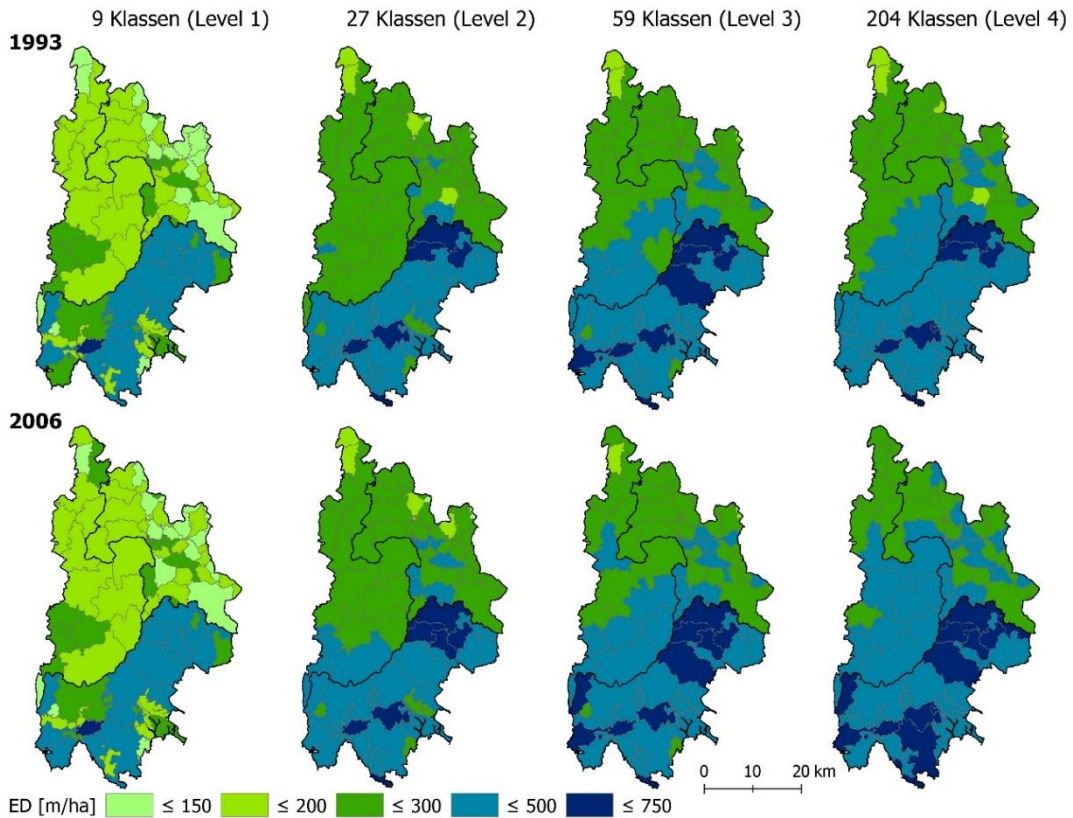 9 Klassen (Level 1) 27 Klassen (Level 2) 59 Klassen (Level 3) 204 Klassen (Level 4)
1993
2006
0 10 20 km
ED [m/ha] ≤ 150 ≤ 200 ≤ 300 ≤ 500 ≤ 750